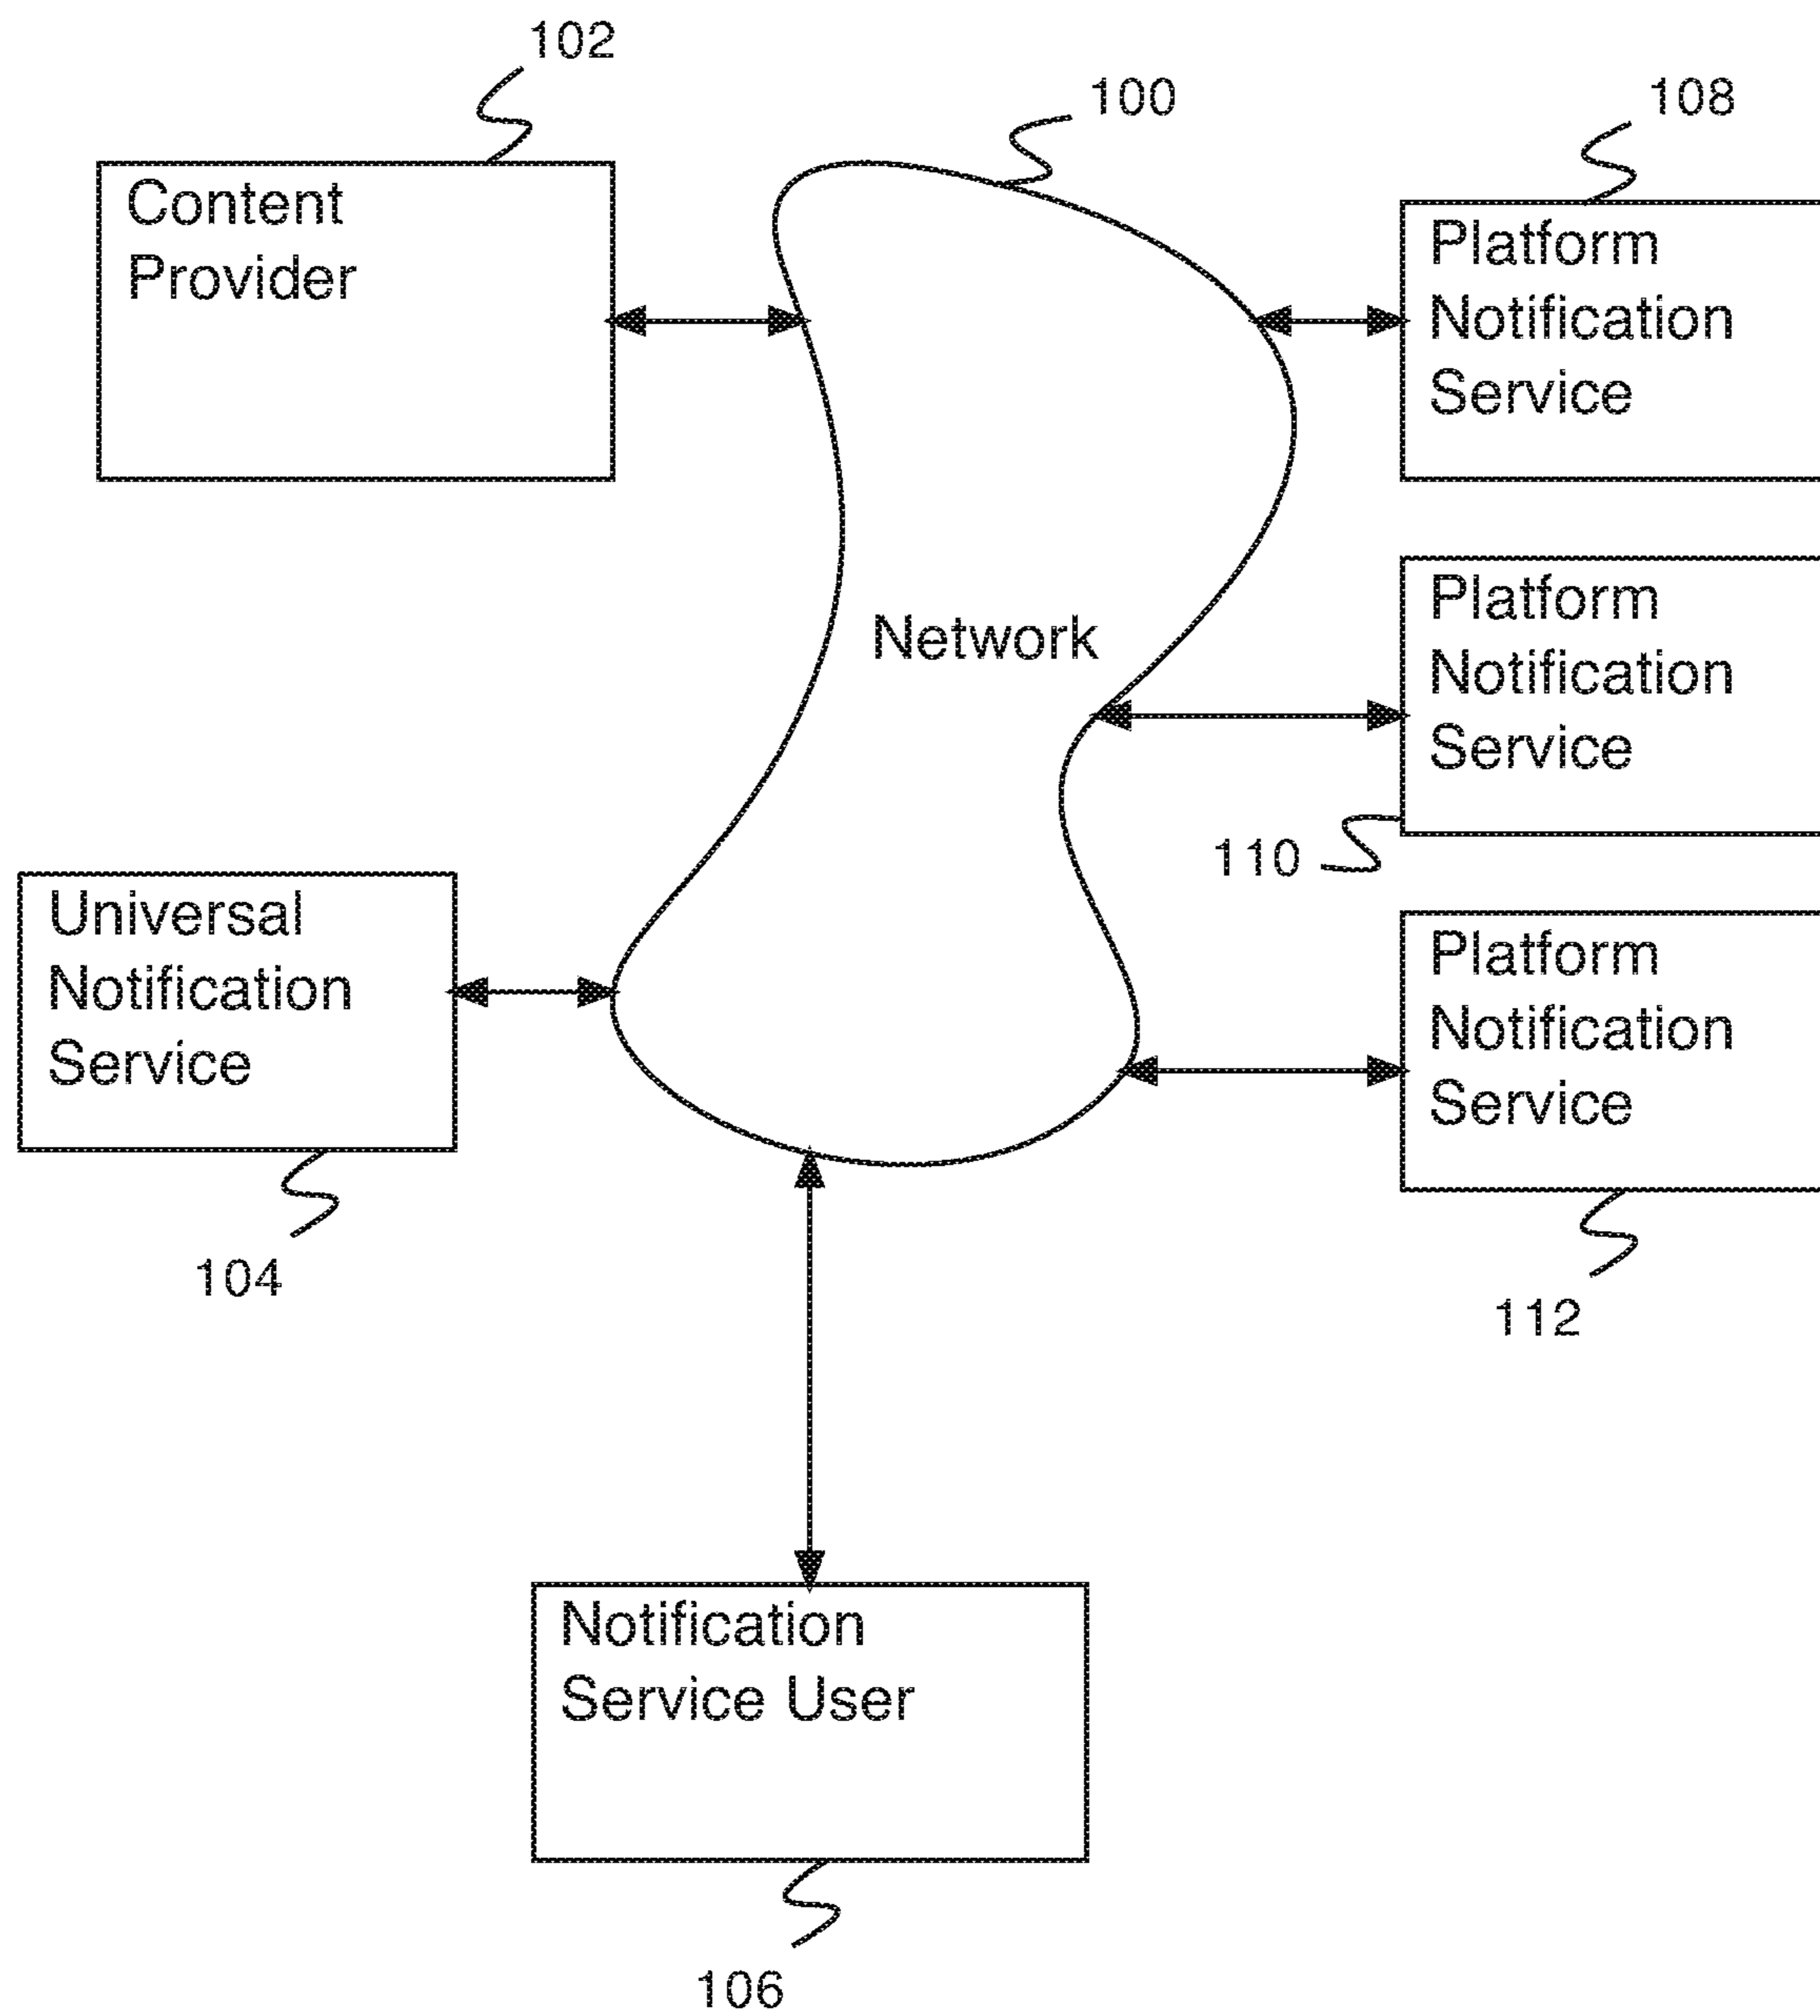 102
100
108
Content
Provider
Platform
Notification
Service
Network
Platform
Notification
Service
110
Universal
Notification
Service
104
Platform
Notification
Service
112
Notification
Service User
106